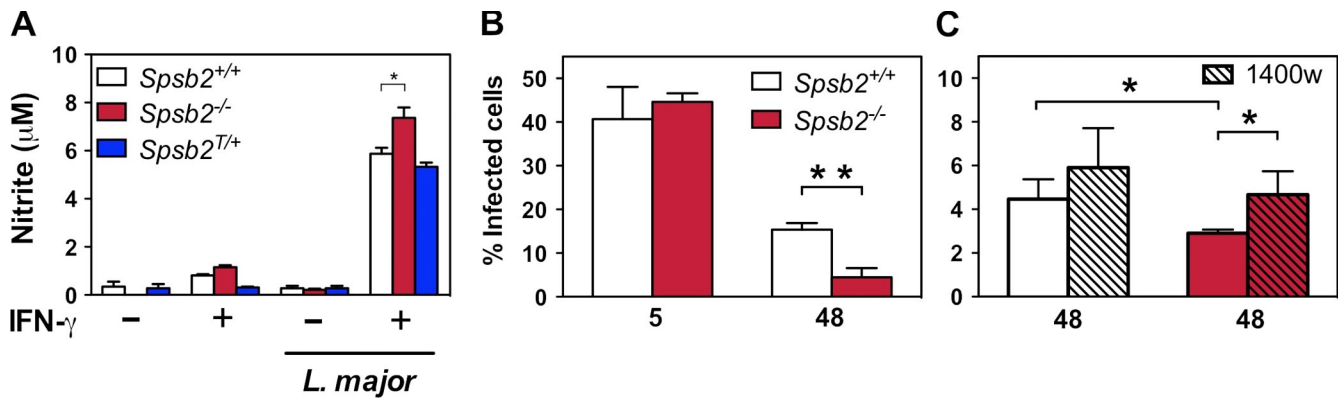 A
Nitrite (μM)
10
8
6
4
2
0
Spsb2+/+
Spsb2-/-
Spsb2T/+
*
IFN-γ
– + – +
L. major
B
% Infected cells
50
40
30
20
10
0
Spsb2+/+
Spsb2-/-
**
5 48
C
10
8
6
4
2
0
1400w
*
*
48 48